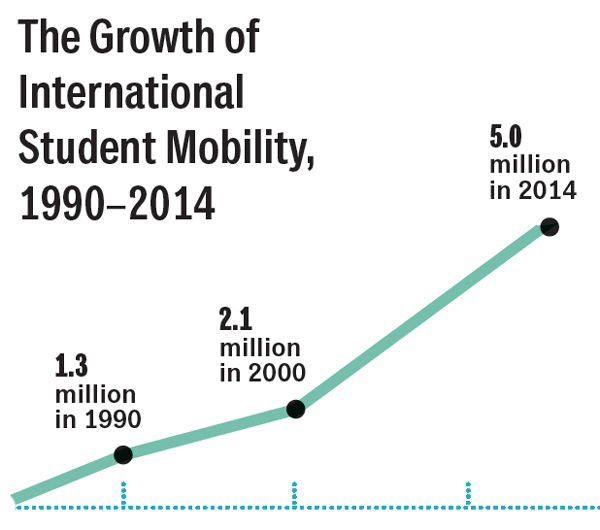 The Growth of
International
Student Mobility,
1990–2014
5.0
million
in 2014
2.1
million
in 2000
1.3
million
in 1990